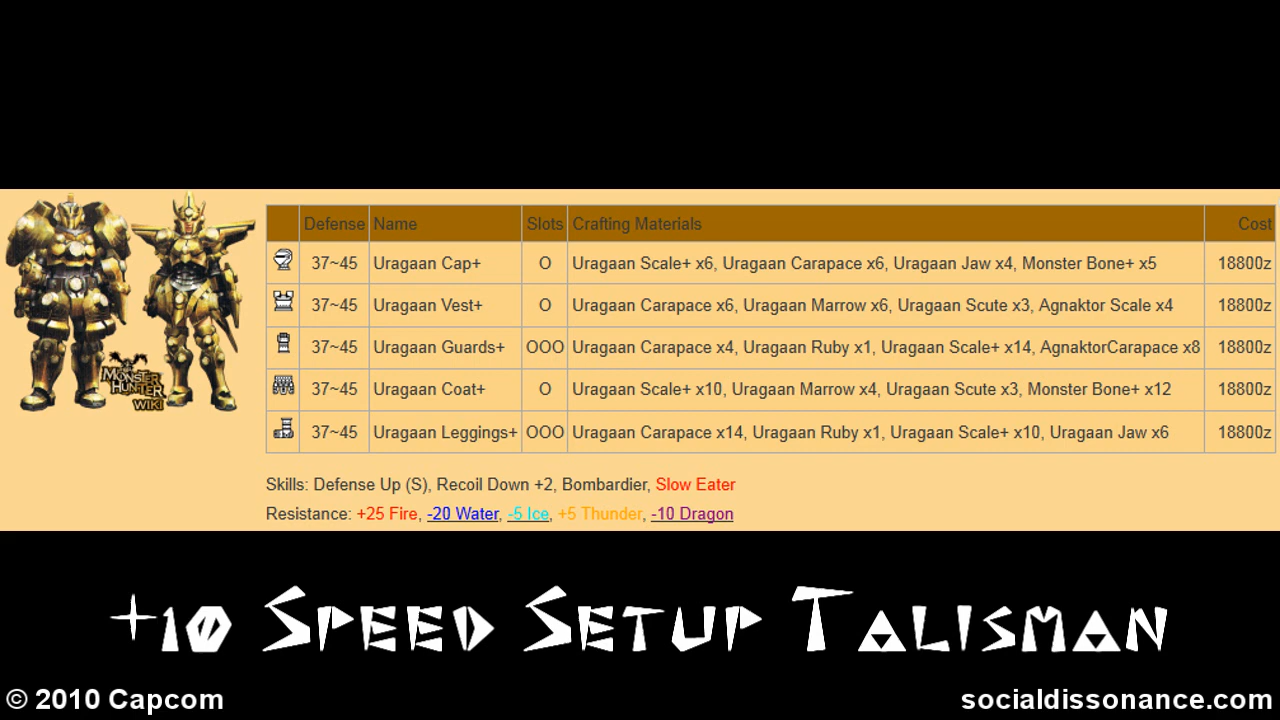 Defense Name Slots Crafting Materials Cost
37~45 Uragaan Cap+ O Uragaan Scale+ x6, Uragaan Carapace x6, Uragaan Jaw x4, Monster Bone+ x5 18800z
37~45 Uragaan Vest+ O Uragaan Carapace x6, Uragaan Marrow x6, Uragaan Scute x3, Agnaktor Scale x4 18800z
37~45 Uragaan Guards+ OOO Uragaan Carapace x4, Uragaan Ruby x1, Uragaan Scale+ x14, AgnaktorCarapace x8 18800z
37~45 Uragaan Coat+ O Uragaan Scale+ x10, Uragaan Marrow x4, Uragaan Scute x3, Monster Bone+ x12 18800z
37~45 Uragaan Leggings+ OOO Uragaan Carapace x14, Uragaan Ruby x1, Uragaan Scale+ x10, Uragaan Jaw x6 18800z
MONSTER
HUNTER
WIKI
Skills: Defense Up (S), Recoil Down +2, Bombardier, Slow Eater
Resistance: +25 Fire, -20 Water, -5 Ice, +5 Thunder, -10 Dragon
+10 SPEED SETUP TALISMAN
© 2010 Capcom
socialdissonance.com